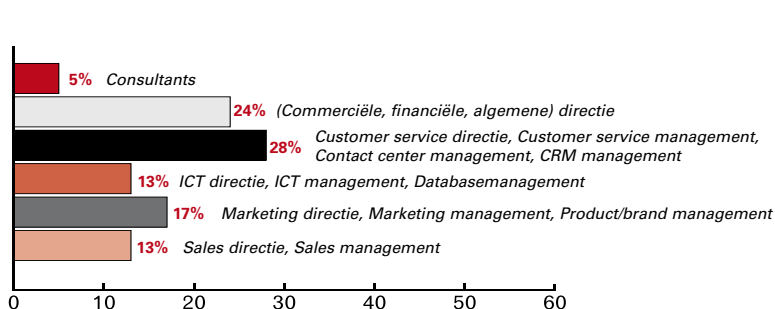 5% Consultants
24% (Commerciële, financiële, algemene) directie
28% Customer service directie, Customer service management,
Contact center management, CRM management
13% ICT directie, ICT management, Databasemanagement
17% Marketing directie, Marketing management, Product/brand management
13% Sales directie, Sales management
0 10 20 30 40 50 60